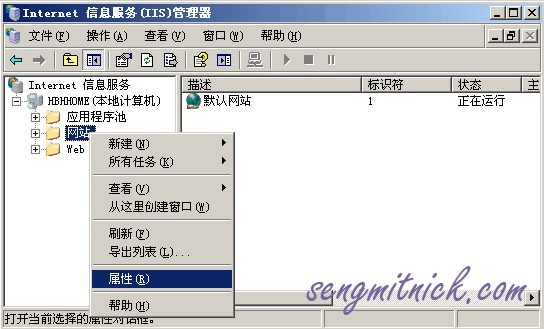 Internet 信息服务(IIS)管理器
文件(F) 操作(A) 查看(V) 窗口(W) 帮助(H)
Internet 信息服务
HBHHOME(本地计算机)
应用程序池
网站
Web
描述 标识符 状态 主
默认网站 1 正在运行
新建(N)
所有任务(K)
查看(V)
从这里创建窗口(W)
刷新(F)
导出列表(L)...
属性(R)
帮助(H)
sengmitnick.com
打开当前选择的属性对话框。